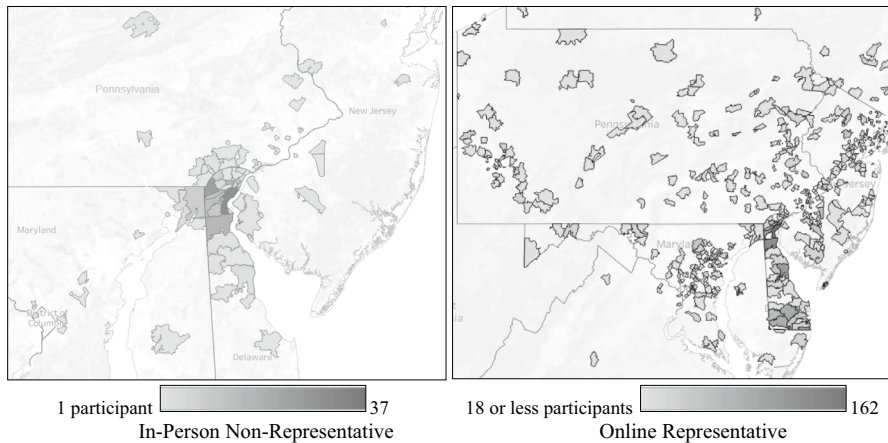 Pennsylvania
New Jersey
Maryland
District of
Columbia
Delaware
Pennsylvania
Jersey
Maryland
1 participant
37
In-Person Non-Representative
18 or less participants
162
Online Representative